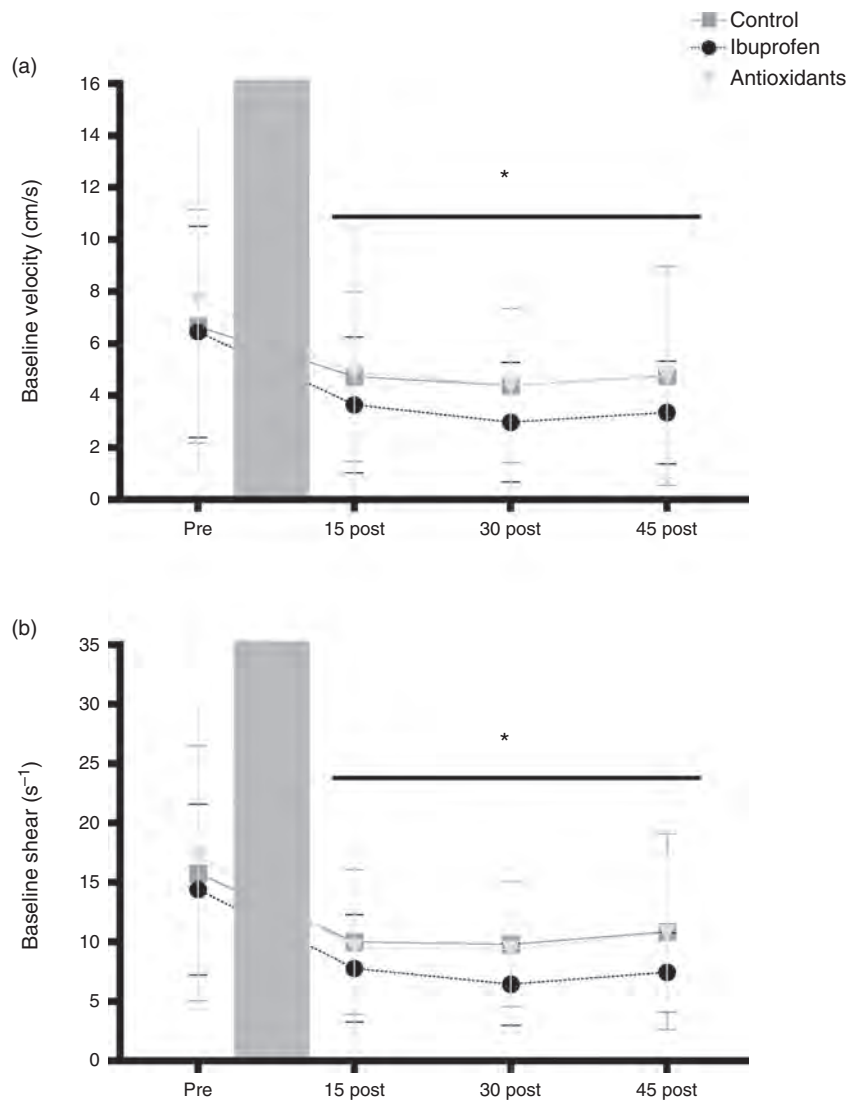 Control
Ibuprofen
Antioxidants
(a)
16
14
12
10
8
6
4
2
0
Baseline velocity (cm/s)
*
Pre
15 post
30 post
45 post
(b)
35
30
25
20
15
10
5
0
Baseline shear (s⁻¹)
*
Pre
15 post
30 post
45 post